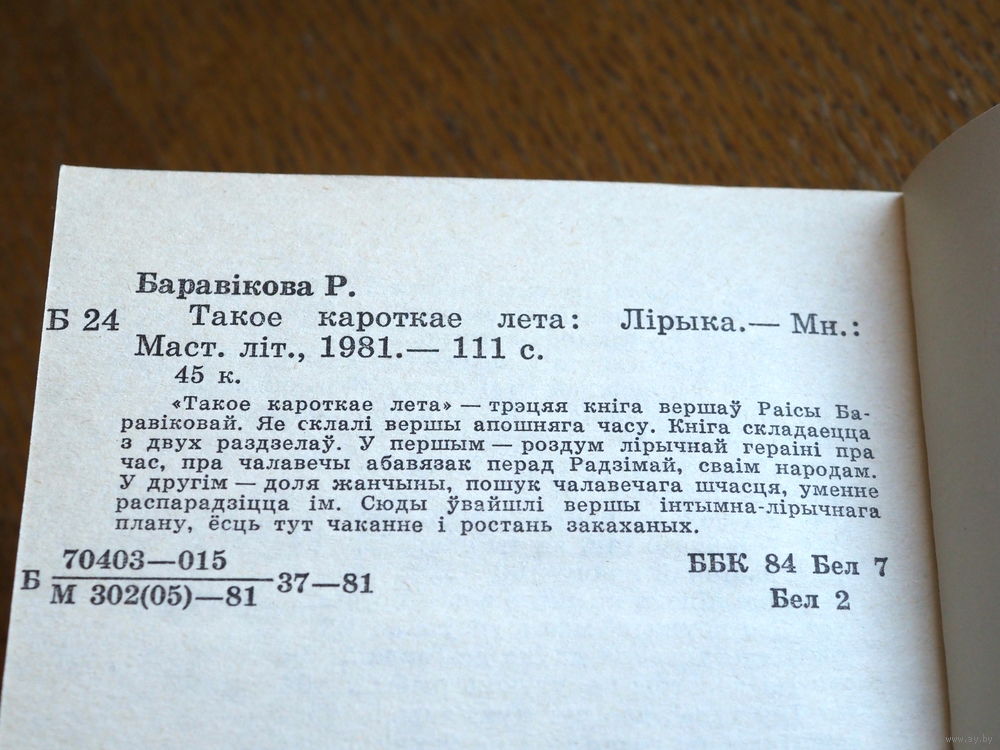 Баравікова Р.
Б 24 Такое кароткае лета: Лірыка.— Мн.:
Маст. літ., 1981.— 111 с.
45 к.
«Такое кароткае лета» — трэцяя кніга вершаў Раісы Ба-
равіковай. Яе склалі вершы апошняга часу. Кніга складаецца
з двух раздзелаў. У першым — роздум лірычнай гераіні пра
час, пра чалавечы абавязак перад Радзімай, сваім народам.
У другім — доля жанчыны, пошук чалавечага шчасця, уменне
распарадзіцца ім. Сюды ўвайшлі вершы інтымна-лірычнага
плану, ёсць тут чаканне і ростань закаханых.
70403—015
Б 37—81
М 302(05)—81
ББК 84 Бел 7
Бел 2
www.ay.by